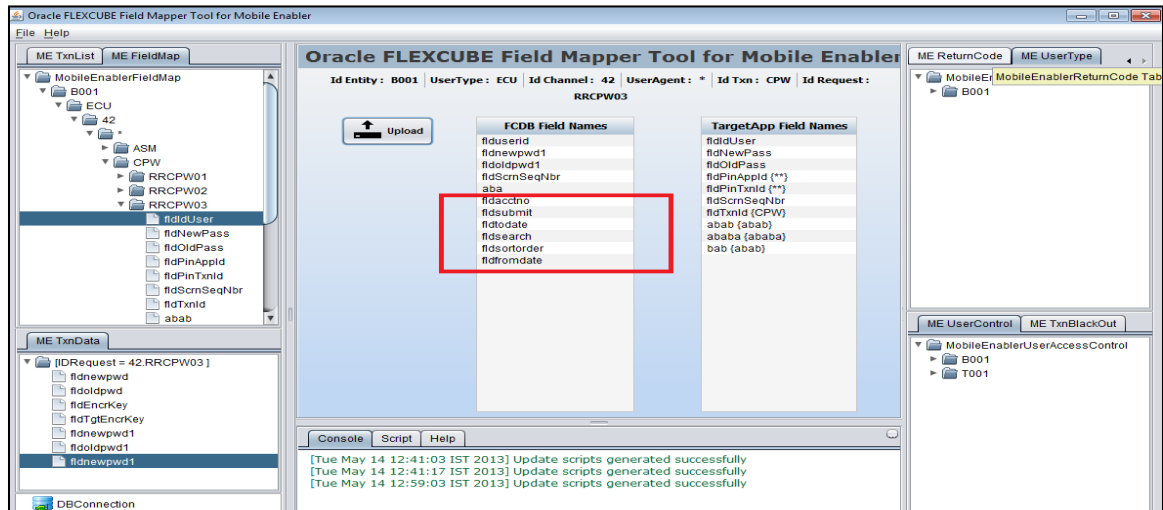 Oracle FLEXCUBE Field Mapper Tool for Mobile Enabler
File Help
ME TxnList ME FieldMap
MobileEnablerFieldMap
B001
ECU
42
*
ASM
CPW
RRCPW01
RRCPW02
RRCPW03
fldIdUser
fldNewPass
fldOldPass
fldPinAppId
fldPinTxnId
fldScrnSeqNbr
fldTxnId
abab
ME TxnData
[IDRequest = 42.RRCPW03 ]
fldnewpwd
fldoldpwd
fldEncrKey
fldTgtEncrKey
fldnewpwd1
fldoldpwd1
fldnewpwd1
DBConnection
Oracle FLEXCUBE Field Mapper Tool for Mobile Enabler
Id Entity : B001 UserType : ECU Id Channel : 42 UserAgent : * Id Txn : CPW Id Request :
RRCPW03
Upload
FCDB Field Names
flduserid
fldnewpwd1
fldoldpwd1
fldScrnSeqNbr
aba
fldacctno
fldsubmit
fldtodate
fldsearch
fldsortorder
fldfromdate
TargetApp Field Names
fldIdUser
fldNewPass
fldOldPass
fldPinAppId {**}
fldPinTxnId {**}
fldScrnSeqNbr
fldTxnId {CPW}
abab {abab}
ababa {ababa}
bab {abab}
Console Script Help
[Tue May 14 12:41:03 IST 2013] Update scripts generated successfully
[Tue May 14 12:41:17 IST 2013] Update scripts generated successfully
[Tue May 14 12:59:03 IST 2013] Update scripts generated successfully
ME ReturnCode ME UserType
MobileEr MobileEnablerReturnCode Tab
B001
ME UserControl ME TxnBlackOut
MobileEnablerUserAccessControl
B001
T001